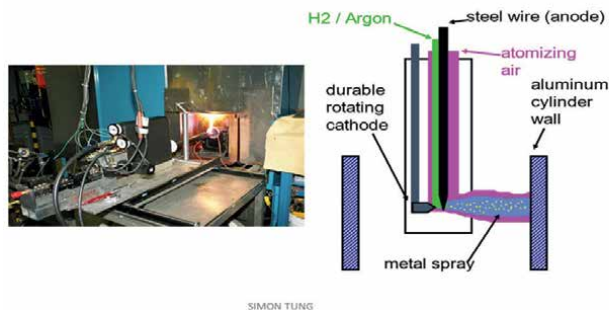 H2 / Argon
steel wire (anode)
atomizing
air
durable
rotating
cathode
aluminum
cylinder
wall
metal spray
SIMON TUNG